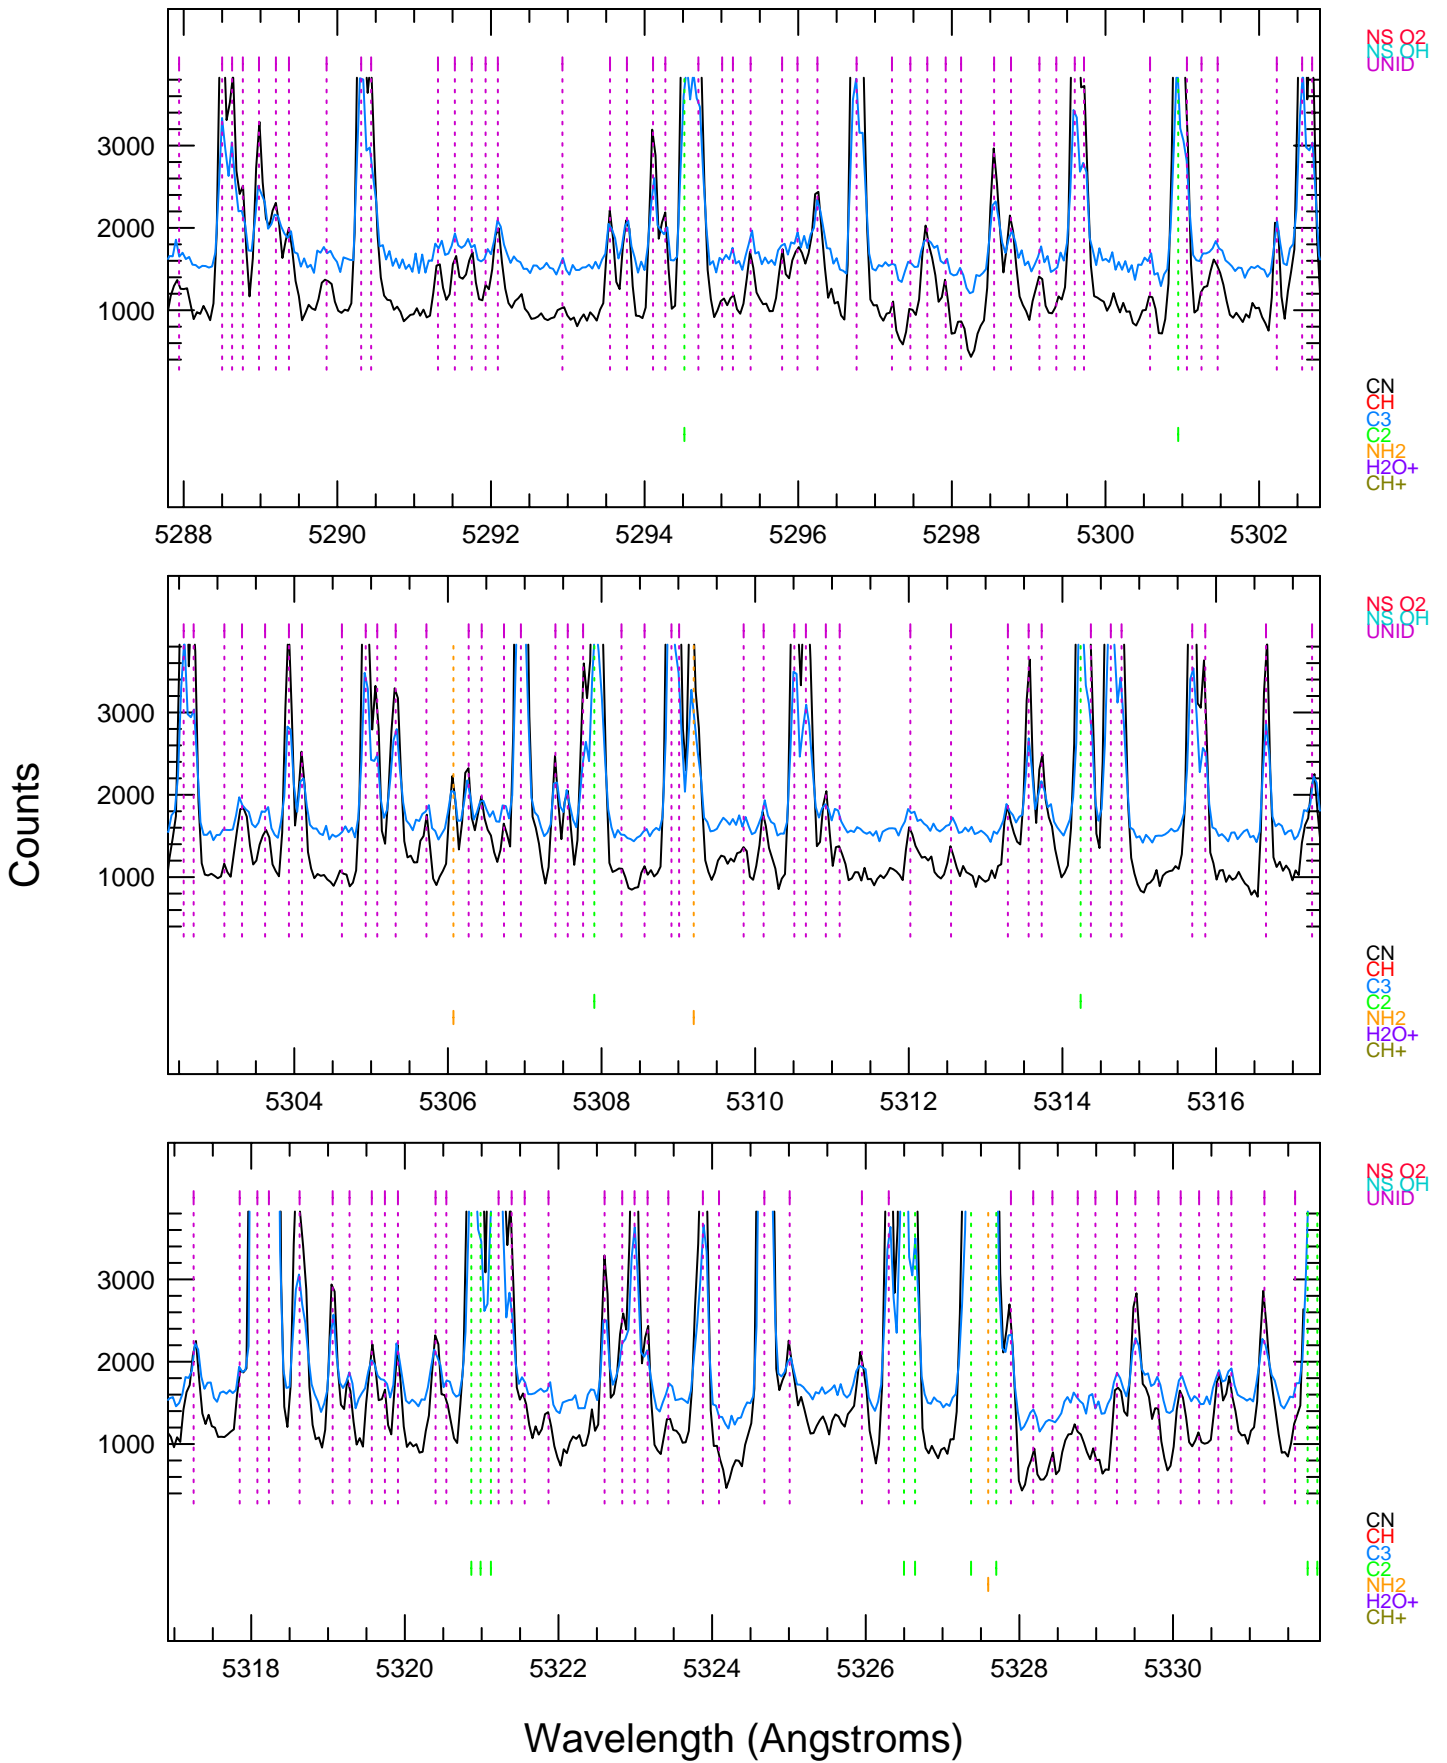 NS O2
NS OH
UNID
3000
2000
1000
CN
CH
C3
C2
NH2
H2O+
CH+
5288 5290 5292 5294 5296 5298 5300 5302
NS O2
NS OH
UNID
3000
2000
1000
Counts
CN
CH
C3
C2
NH2
H2O+
CH+
5304 5306 5308 5310 5312 5314 5316
NS O2
NS OH
UNID
3000
2000
1000
CN
CH
C3
C2
NH2
H2O+
CH+
5318 5320 5322 5324 5326 5328 5330
Wavelength (Angstroms)